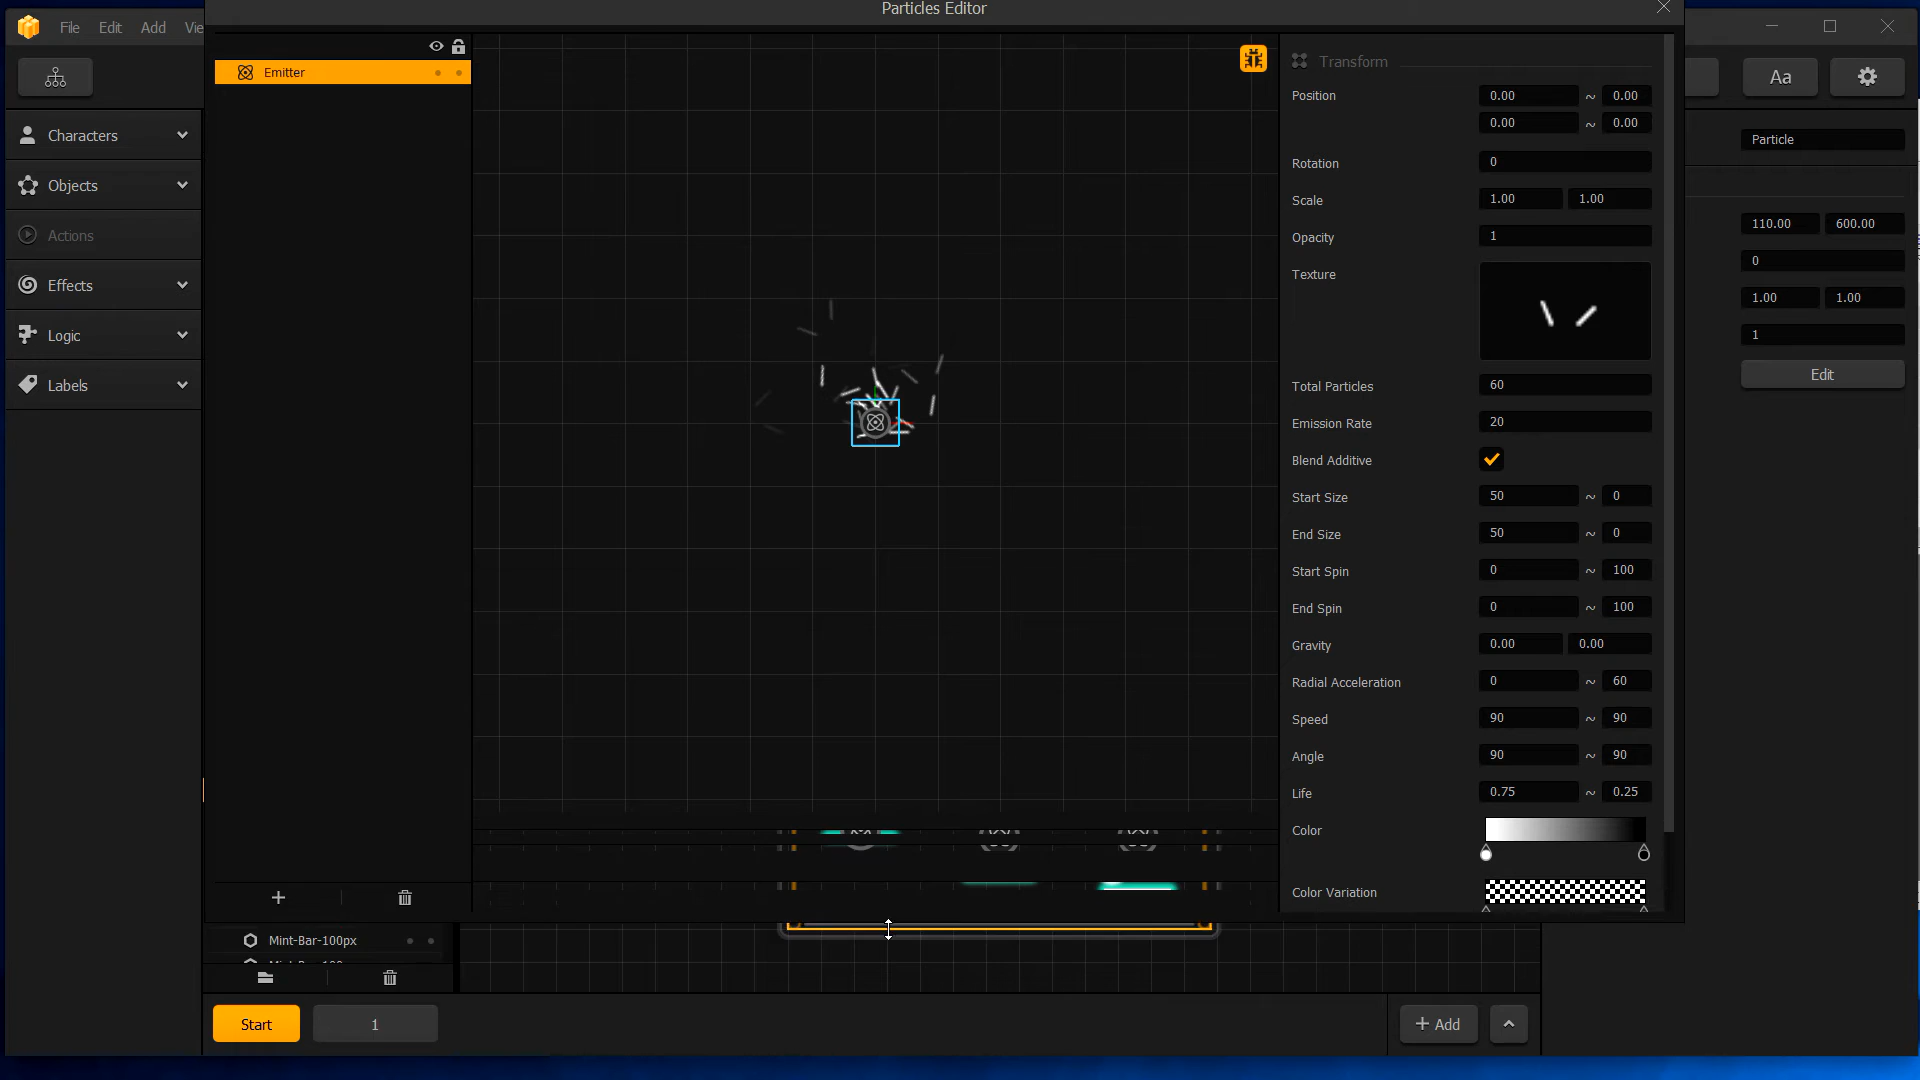 Particles Editor
File Edit Add
Emitter
Characters
Objects
Actions
Effects
Logic
Labels
Transform
Position 0.00 ~ 0.00
0.00 ~ 0.00
Rotation 0
Scale 1.00 1.00
Opacity 1
Texture
Total Particles 60
Emission Rate 20
Blend Additive
Start Size 50 ~ 0
End Size 50 ~ 0
Start Spin 0 ~ 100
End Spin 0 ~ 100
Gravity 0.00 0.00
Radial Acceleration 0 ~ 60
Speed 90 ~ 90
Angle 90 ~ 90
Life 0.75 ~ 0.25
Color
Color Variation
Aa
Particle
110.00 600.00
0
1.00 1.00
1
Edit
Mint-Bar-100px
Start 1
+ Add